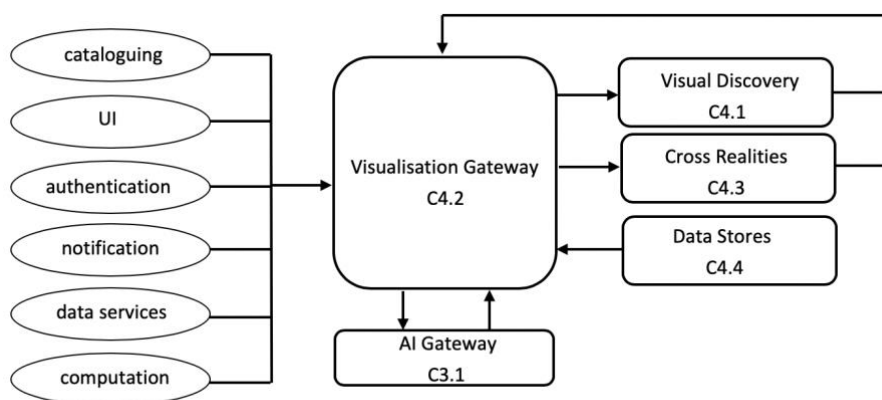 cataloguing
UI
authentication
notification
data services
computation
Visualisation Gateway
C4.2
AI Gateway
C3.1
Visual Discovery
C4.1
Cross Realities
C4.3
Data Stores
C4.4